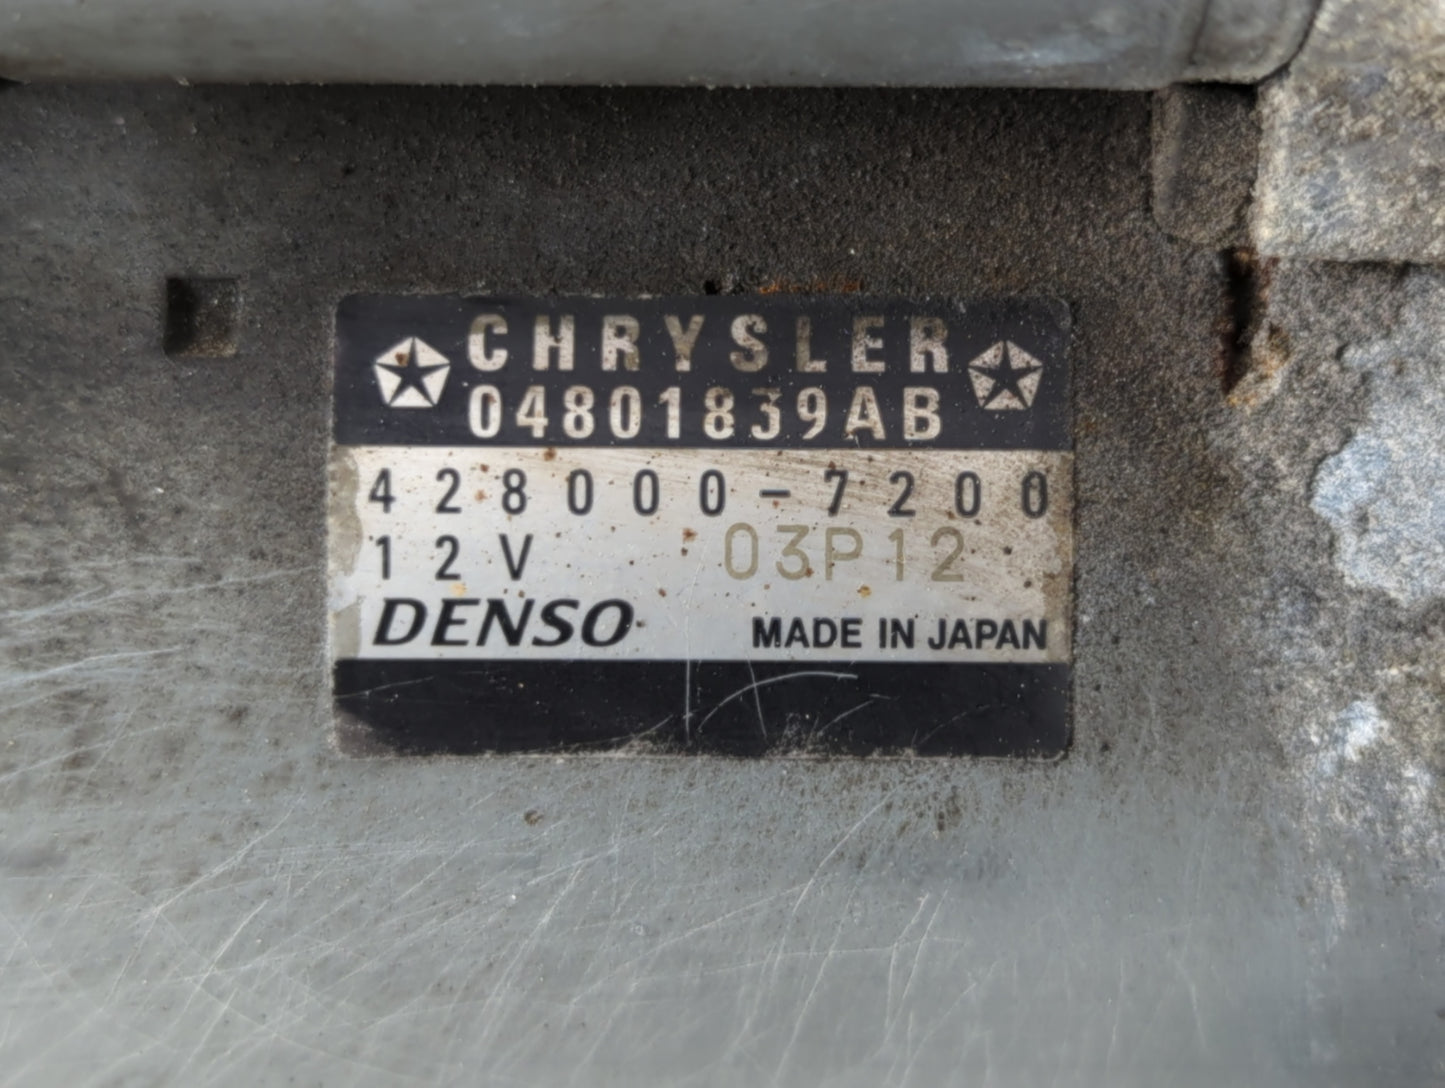 CHRYSLER
04801839AB
428000-7200
12V 03P12
DENSO MADE IN JAPAN